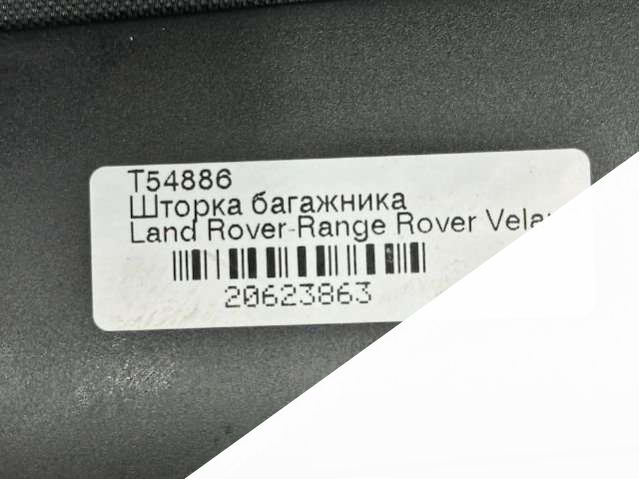 T54886
Шторка багажника
Land Rover-Range Rover
20623863